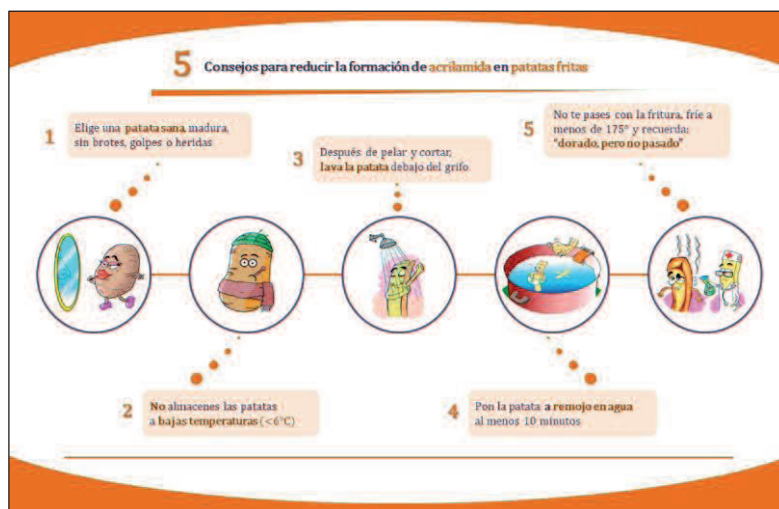 5 Consejos para reducir la formación de acrilamida en patatas fritas
1
Elige una patata sana, madura,
sin brotes, golpes o heridas
2
No almacenes las patatas
a bajas temperaturas (<6°C)
3
Después de pelar y cortar,
lava la patata debajo del grifo
4
Pon la patata a remojo en agua
al menos 10 minutos
5
No te pases con la fritura, fríe a
menos de 175° y recuerda:
"dorado, pero no pasado"